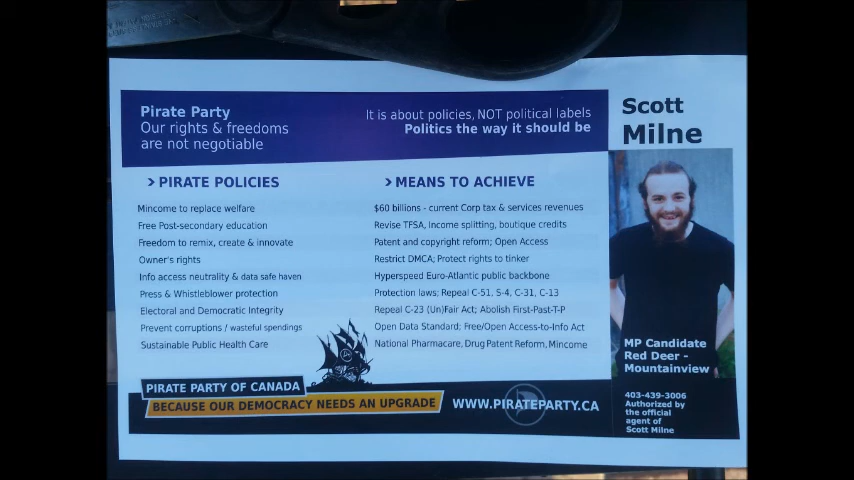 Pirate Party
Our rights & freedoms
are not negotiable
It is about policies, NOT political labels
Politics the way it should be
Scott
Milne
> PIRATE POLICIES
Mincome to replace welfare
Free Post-secondary education
Freedom to remix, create & innovate
Owner's rights
Info access neutrality & data safe haven
Press & Whistleblower protection
Electoral and Democratic Integrity
Prevent corruptions / wasteful spendings
Sustainable Public Health Care
> MEANS TO ACHIEVE
$60 billions - current Corp tax & services revenues
Revise TFSA, Income splitting, boutique credits
Patent and copyright reform; Open Access
Restrict DMCA; Protect rights to tinker
Hyperspeed Euro-Atlantic public backbone
Protection laws; Repeal C-51, S-4, C-31, C-13
Repeal C-23 (Un)Fair Act; Abolish First-Past-T-P
Open Data Standard; Free/Open Access-to-Info Act
National Pharmacare, Drug Patent Reform, Mincome
MP Candidate
Red Deer -
Mountainview
PIRATE PARTY OF CANADA
BECAUSE OUR DEMOCRACY NEEDS AN UPGRADE
WWW.PIRATEPARTY.CA
403-439-3006
Authorized by
the official
agent of
Scott Milne